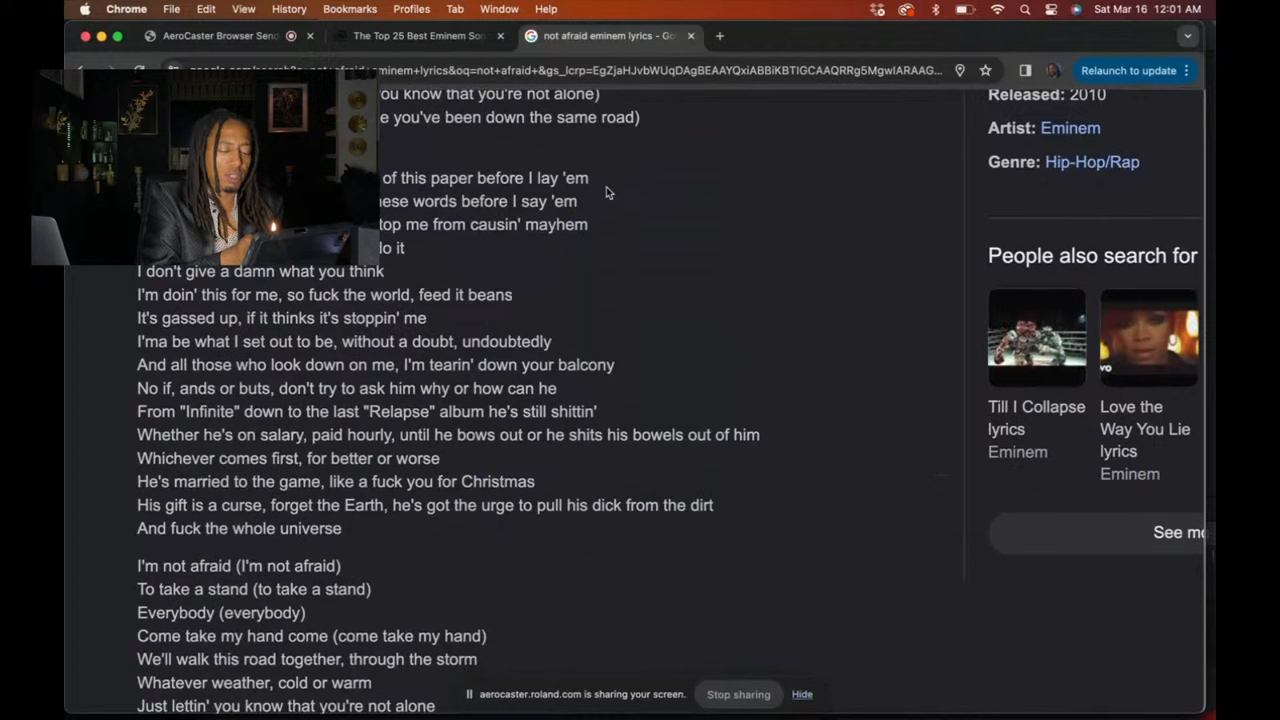 Chrome File Edit View History Bookmarks Profiles Tab Window Help Sat Mar 16 12:01 AM
AeroCaster Browser Send The Top 25 Best Eminem Son not afraid eminem lyrics - Go
eminem+lyrics&oq=not+afraid+&gs_lcrp=EgZjaHJvbWUqDAgBEAAYQxiABBiKBTIGCAAQRRg5MgwIARAAG... Relaunch to update
you know that you're not alone)
e you've been down the same road)
of this paper before I lay 'em
hese words before I say 'em
top me from causin' mayhem
do it
I don't give a damn what you think
I'm doin' this for me, so fuck the world, feed it beans
It's gassed up, if it thinks it's stoppin' me
I'ma be what I set out to be, without a doubt, undoubtedly
And all those who look down on me, I'm tearin' down your balcony
No if, ands or buts, don't try to ask him why or how can he
From "Infinite" down to the last "Relapse" album he's still shittin'
Whether he's on salary, paid hourly, until he bows out or he shits his bowels out of him
Whichever comes first, for better or worse
He's married to the game, like a fuck you for Christmas
His gift is a curse, forget the Earth, he's got the urge to pull his dick from the dirt
And fuck the whole universe
I'm not afraid (I'm not afraid)
To take a stand (to take a stand)
Everybody (everybody)
Come take my hand come (come take my hand)
We'll walk this road together, through the storm
Whatever weather, cold or warm
Just lettin' you know that you're not alone
Released: 2010
Artist: Eminem
Genre: Hip-Hop/Rap
People also search for
Till I Collapse
lyrics
Eminem
Love the
Way You Lie
lyrics
Eminem
See mo
aerocaster.roland.com is sharing your screen. Stop sharing Hide